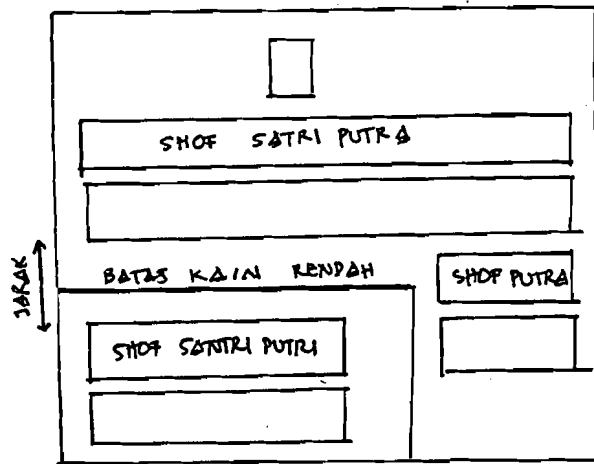 SHOF SATRI PUTRA
BATAS KAIN RENDAH
SHOF PUTRA
JARAK
SHOF SANTRI PUTRI